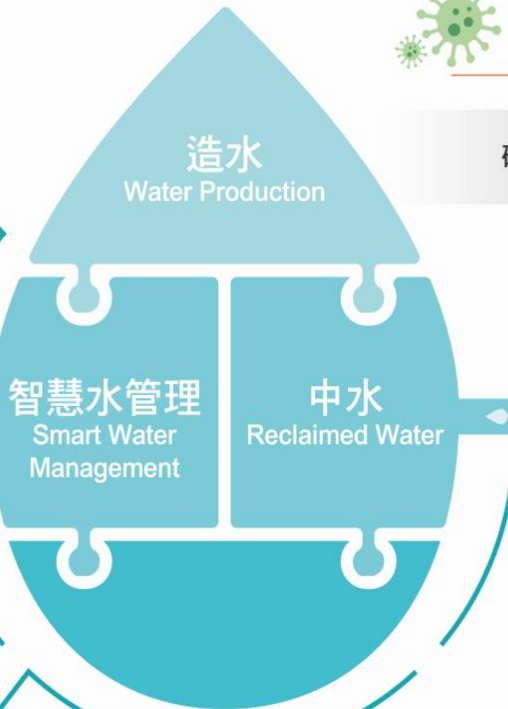 造水
Water Production
智慧水管理
Smart Water
Management
中水
Reclaimed Water